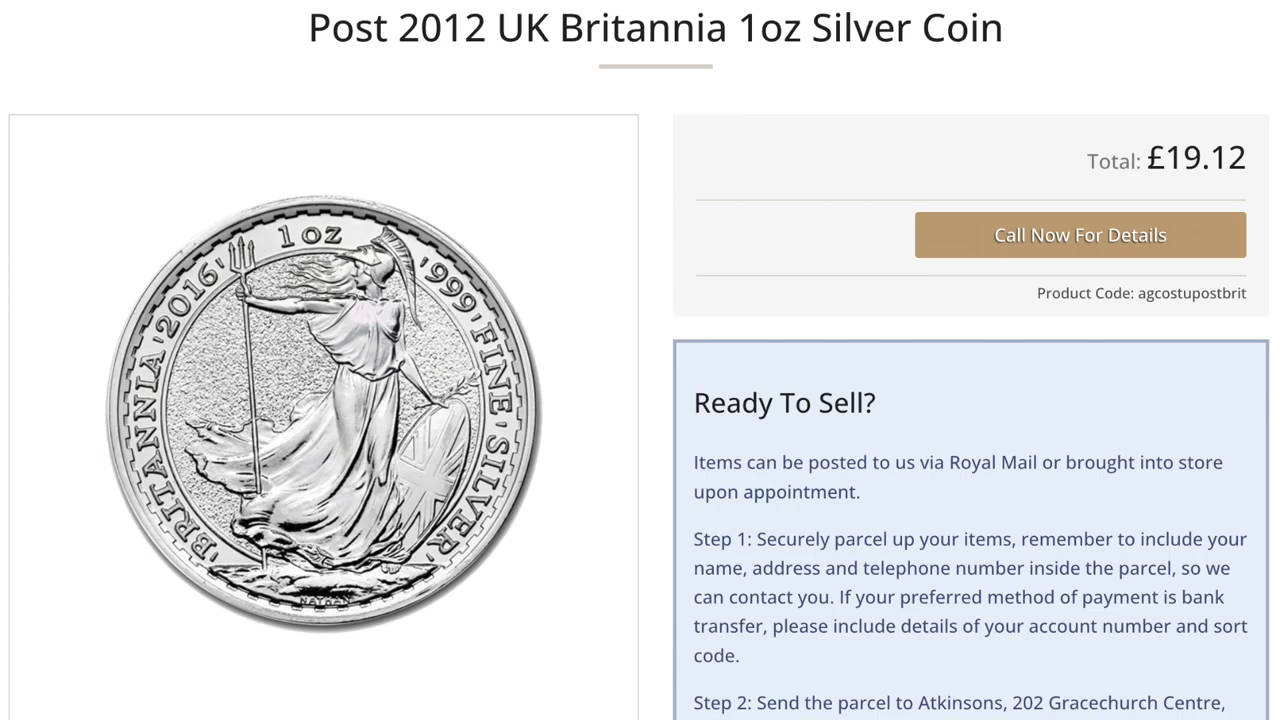 Post 2012 UK Britannia 1oz Silver Coin
1 oz
BRITANNIA '2016'
'999' FINE SILVER'
NATHAN
Total: £19.12
Call Now For Details
Product Code: agcostupostbrit
Ready To Sell?
Items can be posted to us via Royal Mail or brought into store
upon appointment.
Step 1: Securely parcel up your items, remember to include your
name, address and telephone number inside the parcel, so we
can contact you. If your preferred method of payment is bank
transfer, please include details of your account number and sort
code.
Step 2: Send the parcel to Atkinsons, 202 Gracechurch Centre,